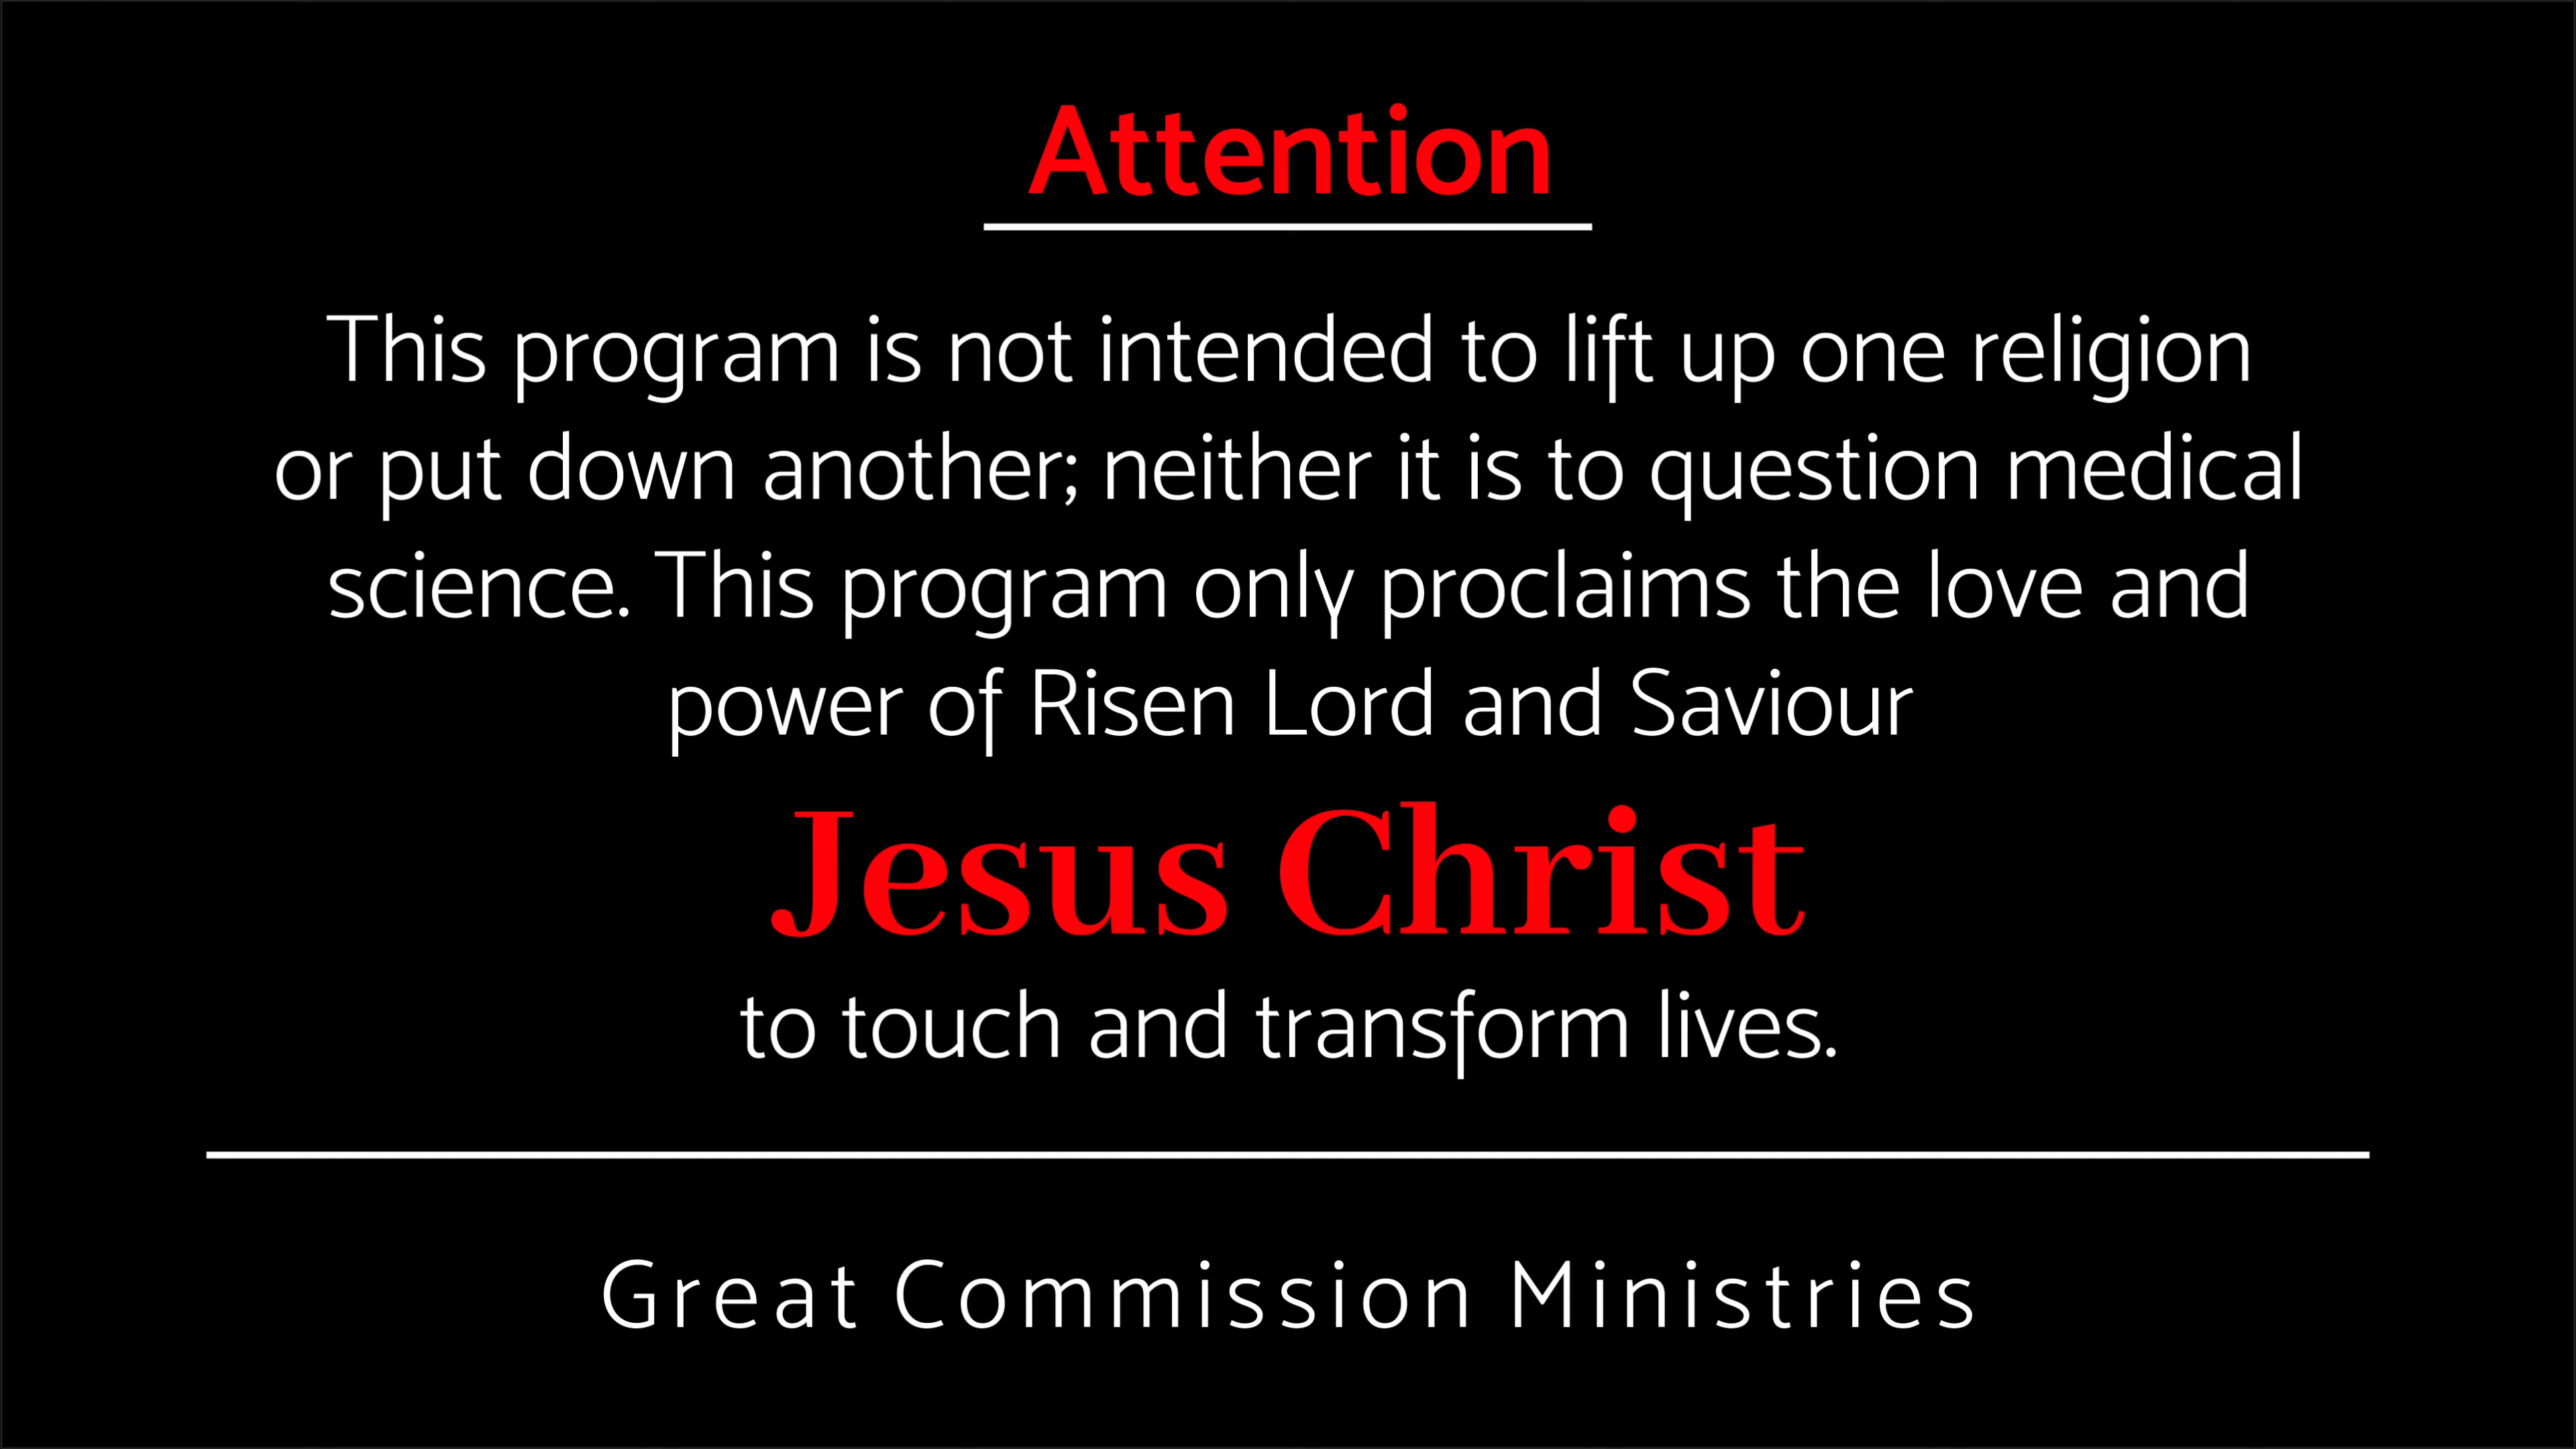 Attention
This program is not intended to lift up one religion
or put down another; neither it is to question medical
science. This program only proclaims the love and
power of Risen Lord and Saviour
Jesus Christ
to touch and transform lives.
Great Commission Ministries